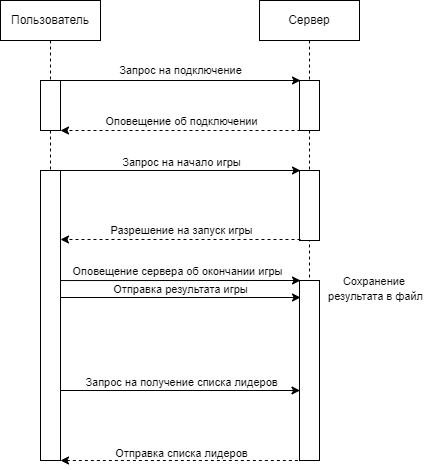 Пользователь
Сервер
Запрос на подключение
Оповещение об подключении
Запрос на начало игры
Разрешение на запуск игры
Оповещение сервера об окончании игры
Отправка результата игры
Сохранение
результата в файл
Запрос на получение списка лидеров
Отправка списка лидеров